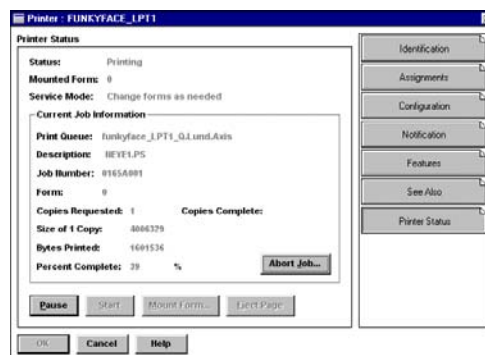 Printer : FUNKYFACE_LPT1
Printer Status
Status: Printing
Mounted Form: 0
Service Mode: Change forms as needed
Current Job Information
Print Queue: funkyface_LPT1_Q.Lund.Axis
Description: HEYE1.PS
Job Number: 0165A001
Form: 0
Copies Requested: 1 Copies Complete:
Size of 1 Copy: 4006329
Bytes Printed: 1601536
Percent Complete: 39 %
Abort Job...
Pause Start Mount Form... Eject Page
OK Cancel Help
Identification
Assignments
Configuration
Notification
Features
See Also
Printer Status